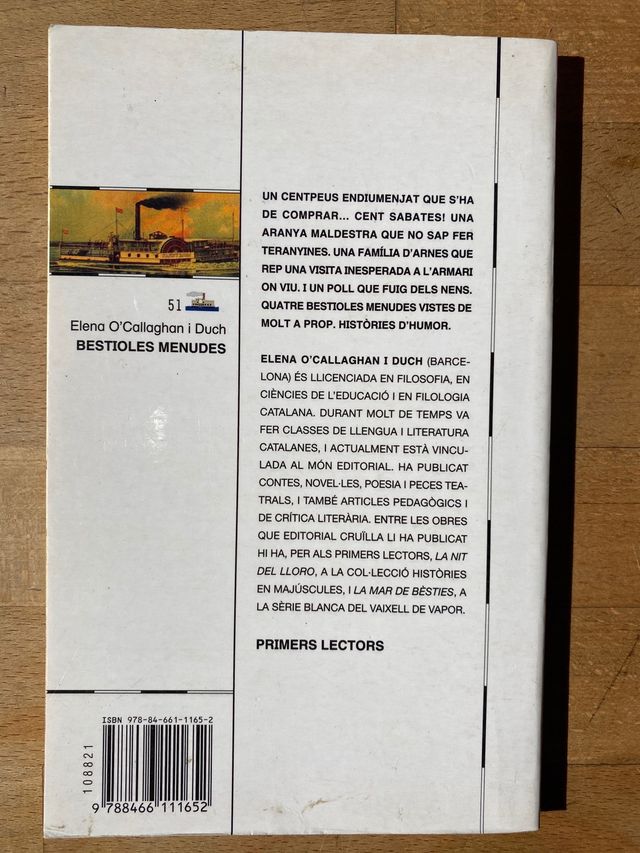 51
Elena O'Callaghan i Duch
BESTIOLES MENUDES
UN CENTPEUS ENDIUMENJAT QUE S'HA
DE COMPRAR... CENT SABATES! UNA
ARANYA MALDESTRA QUE NO SAP FER
TERANYINES. UNA FAMÍLIA D'ARNES QUE
REP UNA VISITA INESPERADA A L'ARMARI
ON VIU. I UN POLL QUE FUIG DELS NENS.
QUATRE BESTIOLES MENUDES VISTES DE
MOLT A PROP. HISTÒRIES D'HUMOR.
ELENA O'CALLAGHAN I DUCH (BARCE-
LONA) ÉS LLICENCIADA EN FILOSOFIA, EN
CIÈNCIES DE L'EDUCACIÓ I EN FILOLOGIA
CATALANA. DURANT MOLT DE TEMPS VA
FER CLASSES DE LLENGUA I LITERATURA
CATALANES, I ACTUALMENT ESTÀ VINCU-
LADA AL MÓN EDITORIAL. HA PUBLICAT
CONTES, NOVEL·LES, POESIA I PECES TEA-
TRALS, I TAMBÉ ARTICLES PEDAGÒGICS I
DE CRÍTICA LITERÀRIA. ENTRE LES OBRES
QUE EDITORIAL CRUÏLLA LI HA PUBLICAT
HI HA, PER ALS PRIMERS LECTORS, LA NIT
DEL LLORO, A LA COL·LECCIÓ HISTÒRIES
EN MAJÚSCULES, I LA MAR DE BÈSTIES, A
LA SÈRIE BLANCA DEL VAIXELL DE VAPOR.
PRIMERS LECTORS
ISBN 978-84-661-1165-2
108821
9 788466 111652